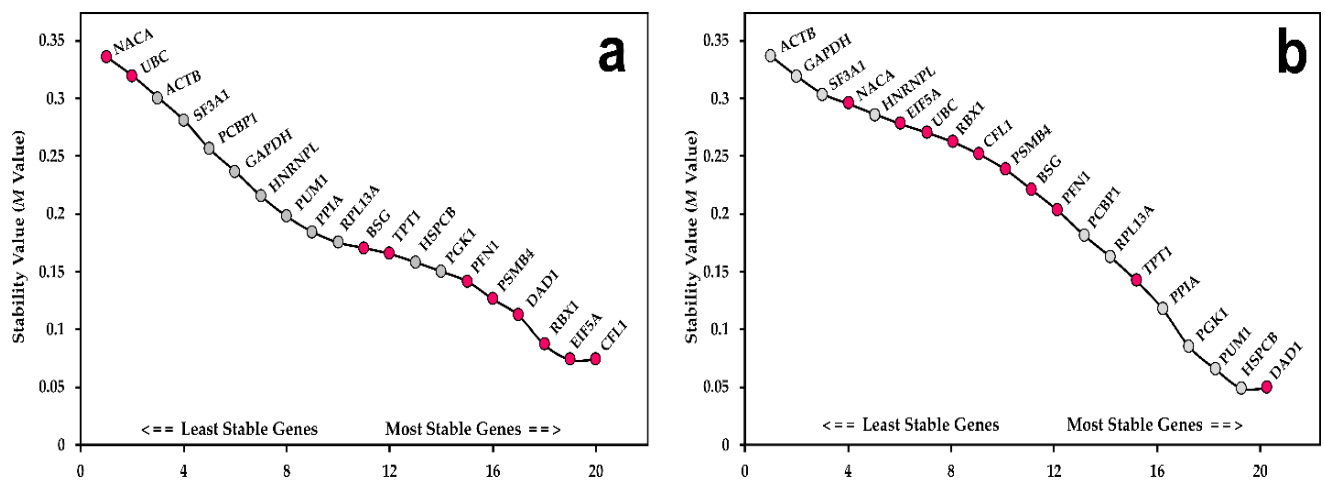 a
Stability Value (M Value)
0.35
0.3
0.25
0.2
0.15
0.1
0.05
0
NACA
UBC
ACTB
SF3A1
PCBP1
GAPDH
HNRNPL
PUM1
PPIA
RPL13A
BSG
TPT1
HSPCB
PGK1
PFN1
PSMB4
DAD1
RBX1
EIF5A
CFL1
<== Least Stable Genes Most Stable Genes ==>
0 4 8 12 16 20
b
Stability Value (M Value)
0.35
0.3
0.25
0.2
0.15
0.1
0.05
0
ACTB
GAPDH
SF3A1
NACA
HNRNPL
EIF5A
UBC
RBX1
CFL1
PSMB4
BSG
PFN1
PCBP1
RPL13A
TPT1
PPIA
PGK1
PUM1
HSPCB
DAD1
<== Least Stable Genes Most Stable Genes ==>
0 4 8 12 16 20